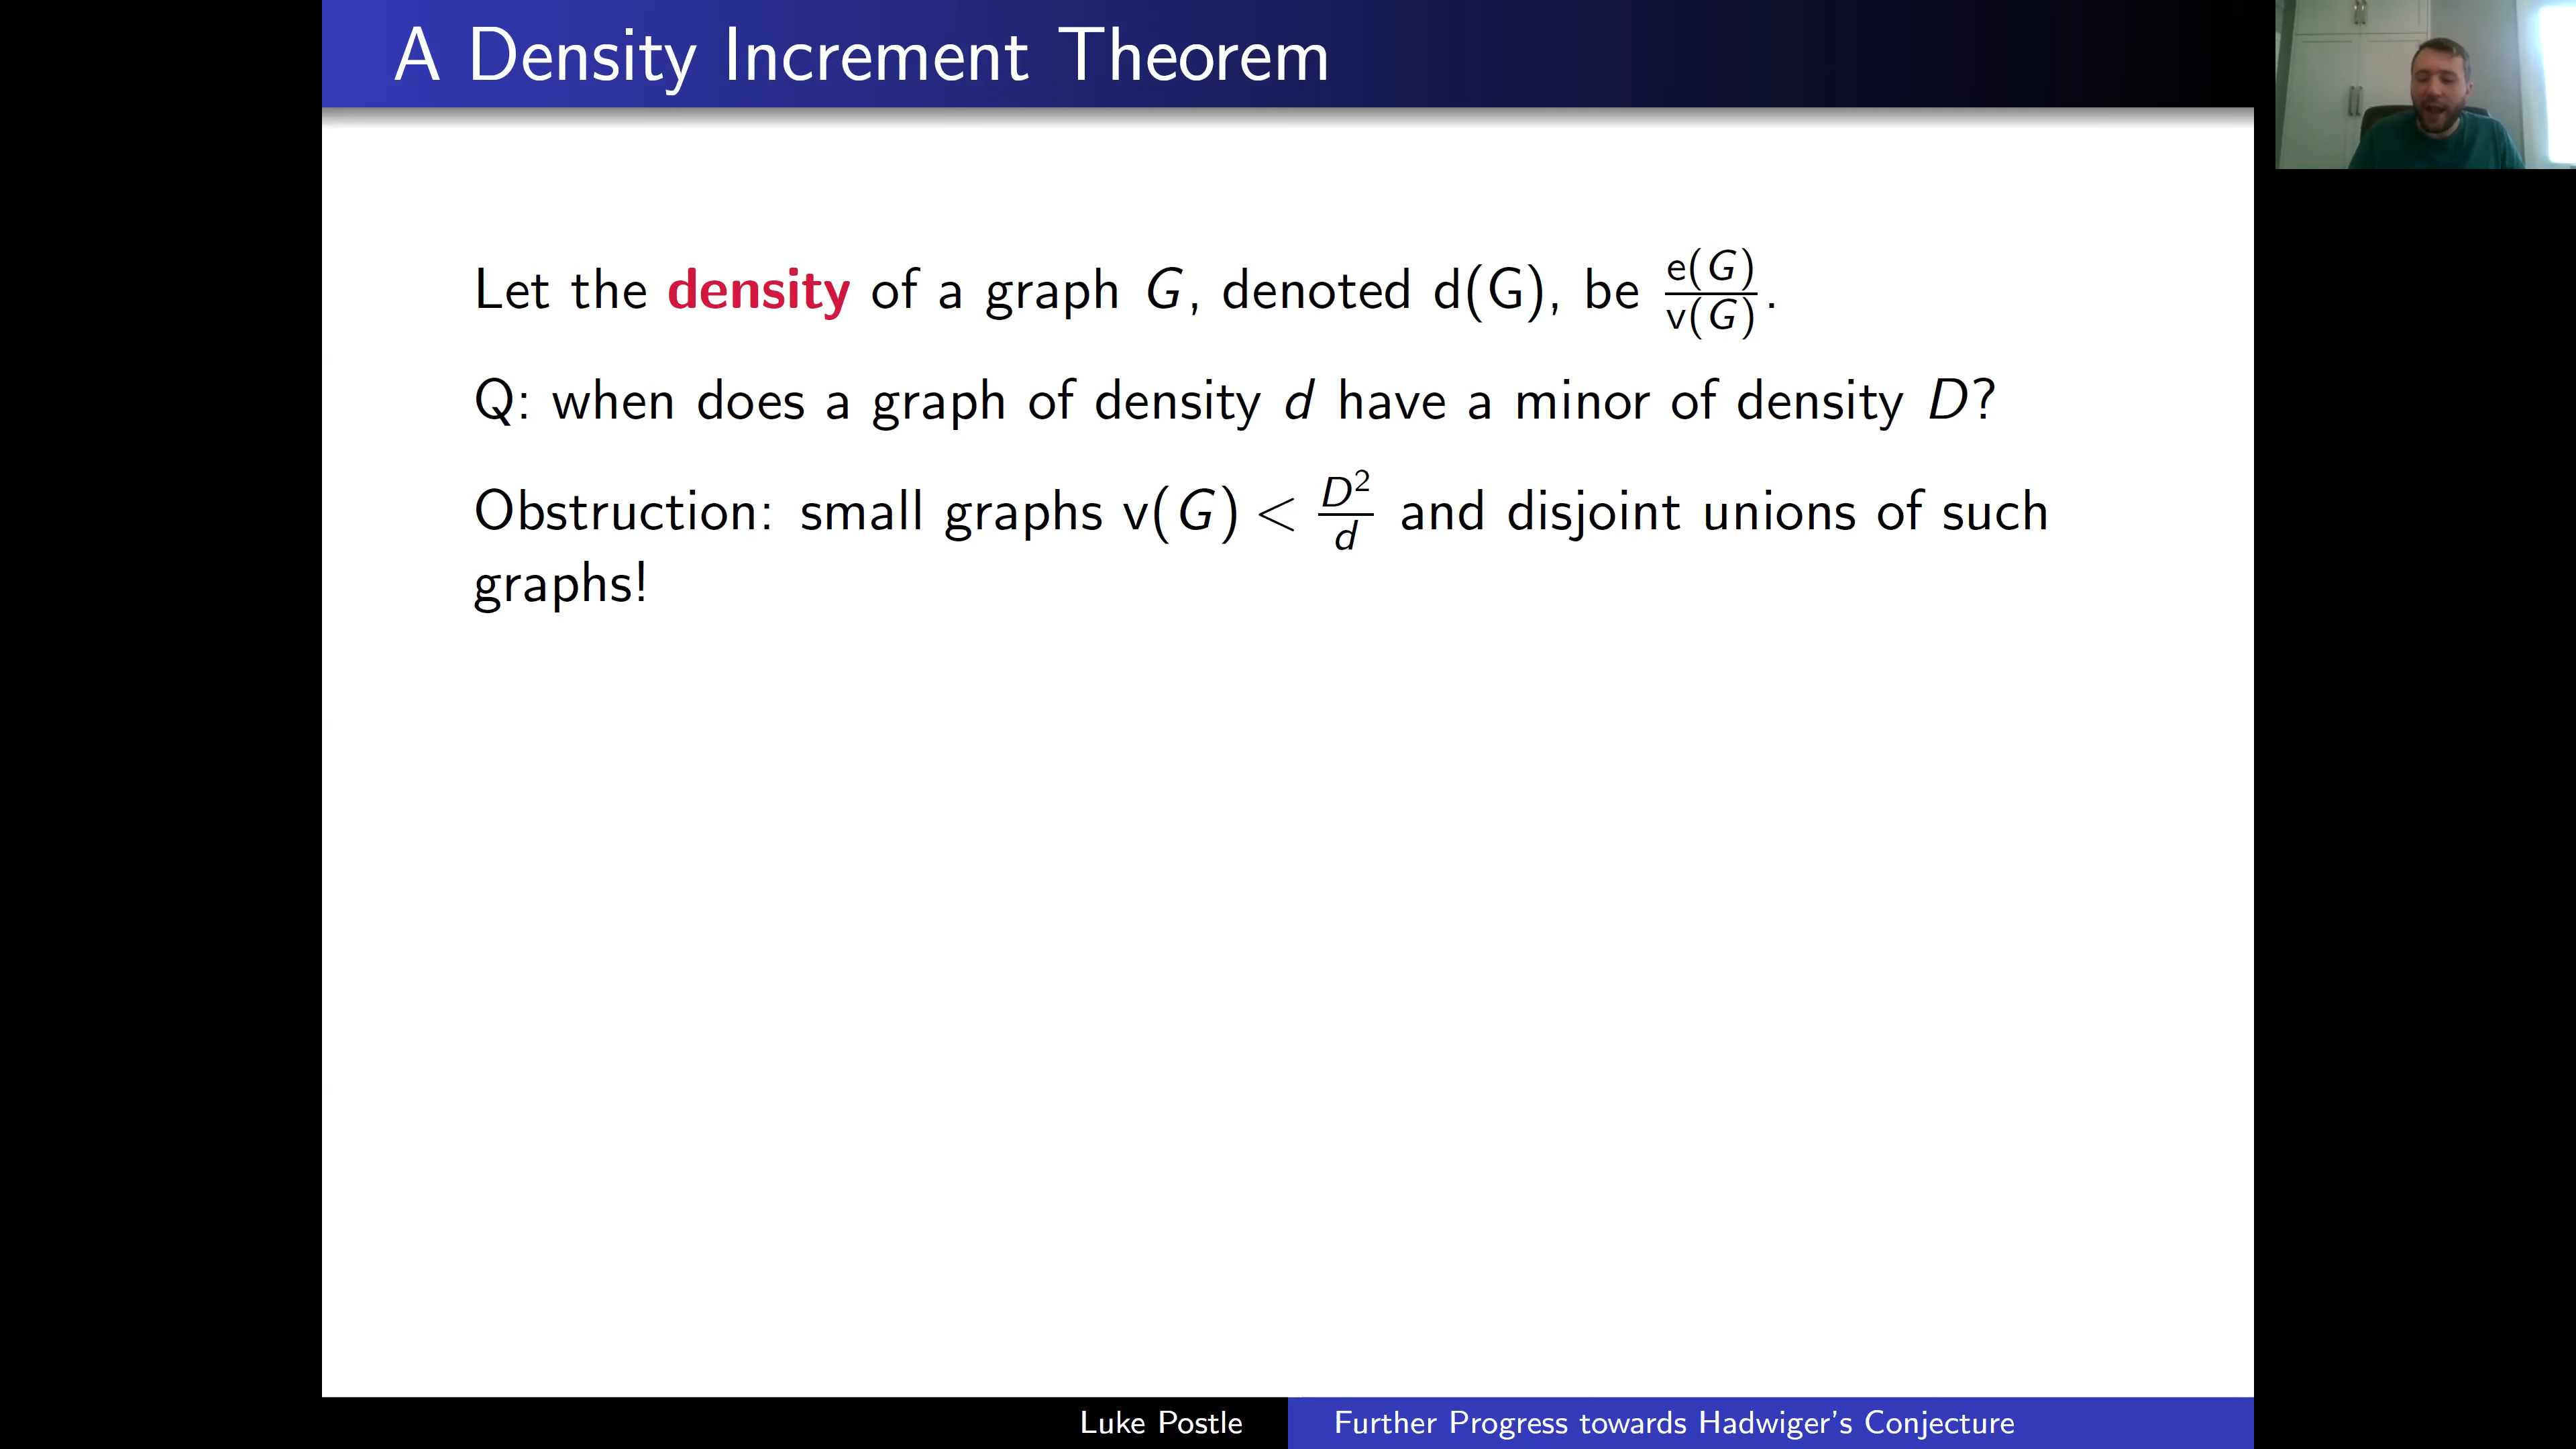 A Density Increment Theorem
Let the density of a graph G, denoted d(G), be e(G)/v(G).
Q: when does a graph of density d have a minor of density D?
Obstruction: small graphs v(G) < D²/d and disjoint unions of such
graphs!
Luke Postle
Further Progress towards Hadwiger's Conjecture